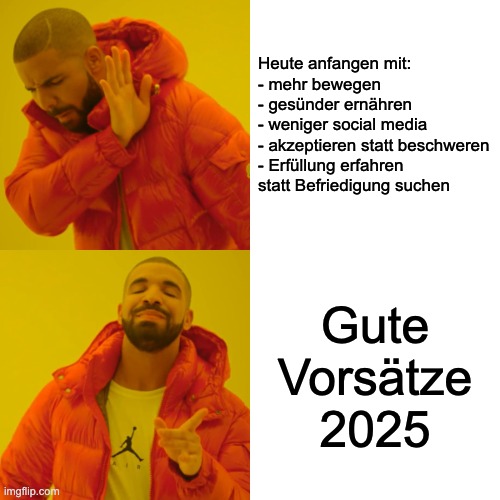 Heute anfangen mit:
- mehr bewegen
- gesünder ernähren
- weniger social media
- akzeptieren statt beschweren
- Erfüllung erfahren
statt Befriedigung suchen
Gute
Vorsätze
2025
imgflip.com